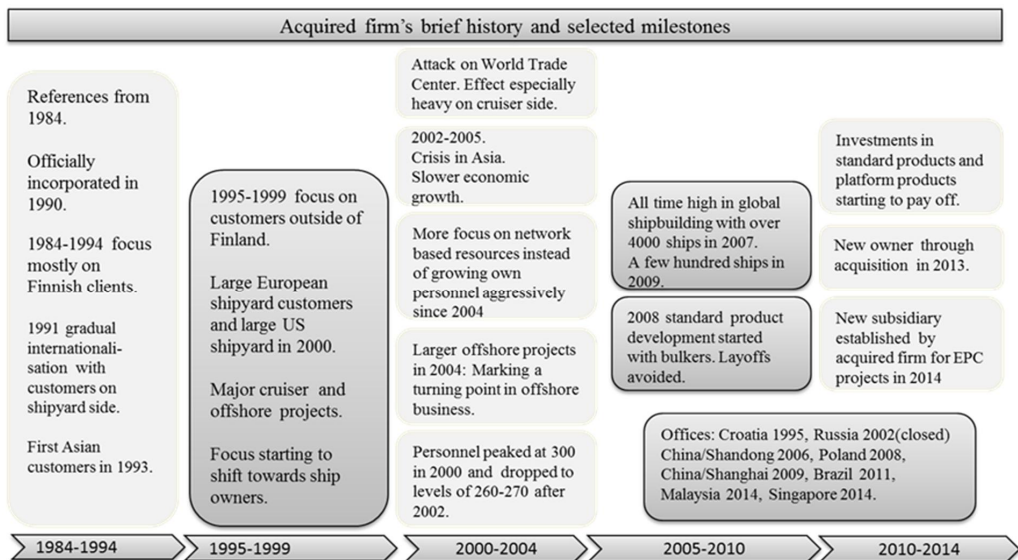 Acquired firm's brief history and selected milestones
References from
1984.
Officially
incorporated in
1990.
1984-1994 focus
mostly on
Finnish clients.
1991 gradual
internationali-
sation with
customers on
shipyard side.
First Asian
customers in 1993.
1995-1999 focus on
customers outside of
Finland.
Large European
shipyard customers
and large US
shipyard in 2000.
Major cruiser and
offshore projects.
Focus starting to
shift towards ship
owners.
Attack on World Trade
Center. Effect especially
heavy on cruiser side.
2002-2005.
Crisis in Asia.
Slower economic
growth.
More focus on network
based resources instead
of growing own
personnel aggressively
since 2004
Larger offshore projects
in 2004: Marking a
turning point in offshore
business.
Personnel peaked at 300
in 2000 and dropped to
levels of 260-270 after
2002.
All time high in global
shipbuilding with over
4000 ships in 2007.
A few hundred ships in
2009.
2008 standard product
development started
with bulkers. Layoffs
avoided.
Investments in
standard products and
platform products
starting to pay off.
New owner through
acquisition in 2013.
New subsidiary
established by
acquired firm for EPC
projects in 2014
Offices: Croatia 1995, Russia 2002(closed)
China/Shandong 2006, Poland 2008,
China/Shanghai 2009, Brazil 2011,
Malaysia 2014, Singapore 2014.
1984-1994
1995-1999
2000-2004
2005-2010
2010-2014